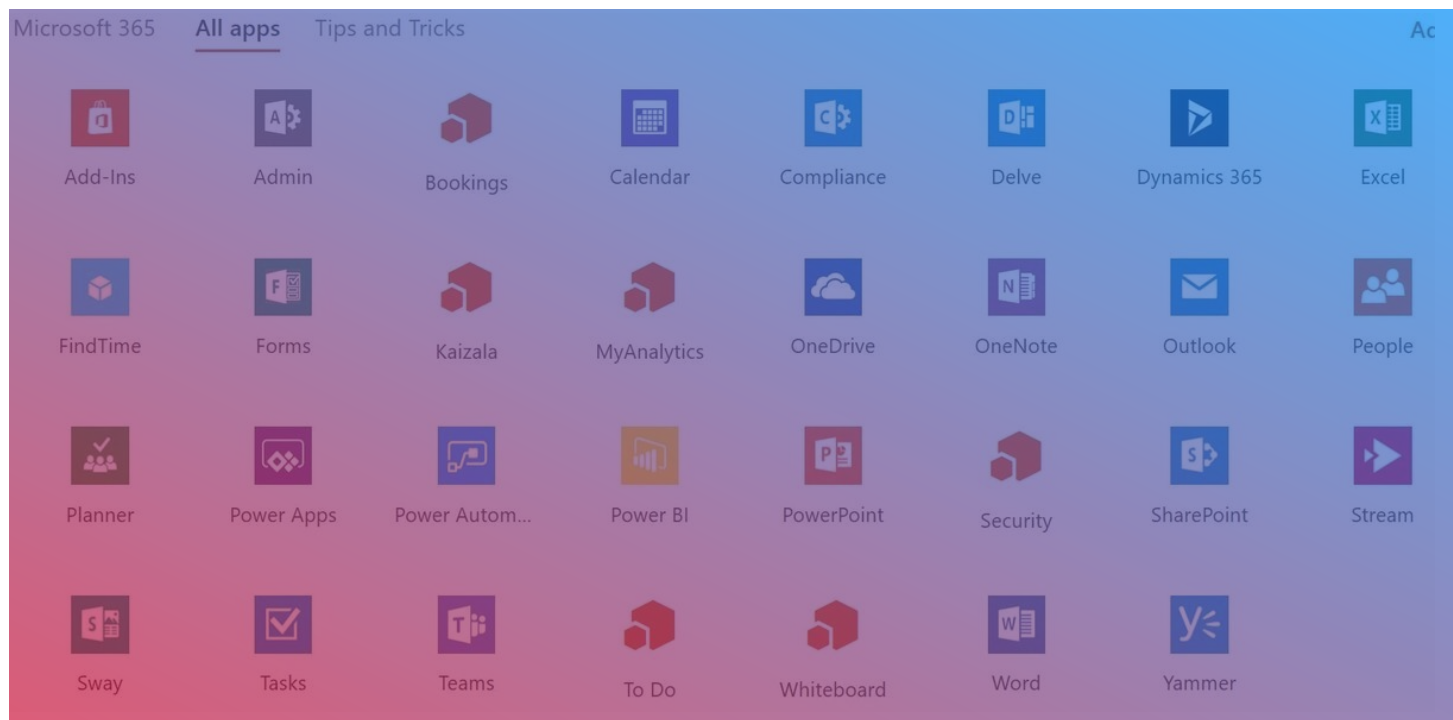 Microsoft 365 All apps Tips and Tricks Ac
A C D X
Add-Ins Admin Bookings Calendar Compliance Delve Dynamics 365 Excel
F N
FindTime Forms Kaizala MyAnalytics OneDrive OneNote Outlook People
P S
Planner Power Apps Power Autom... Power BI PowerPoint Security SharePoint Stream
S T W y
Sway Tasks Teams To Do Whiteboard Word Yammer